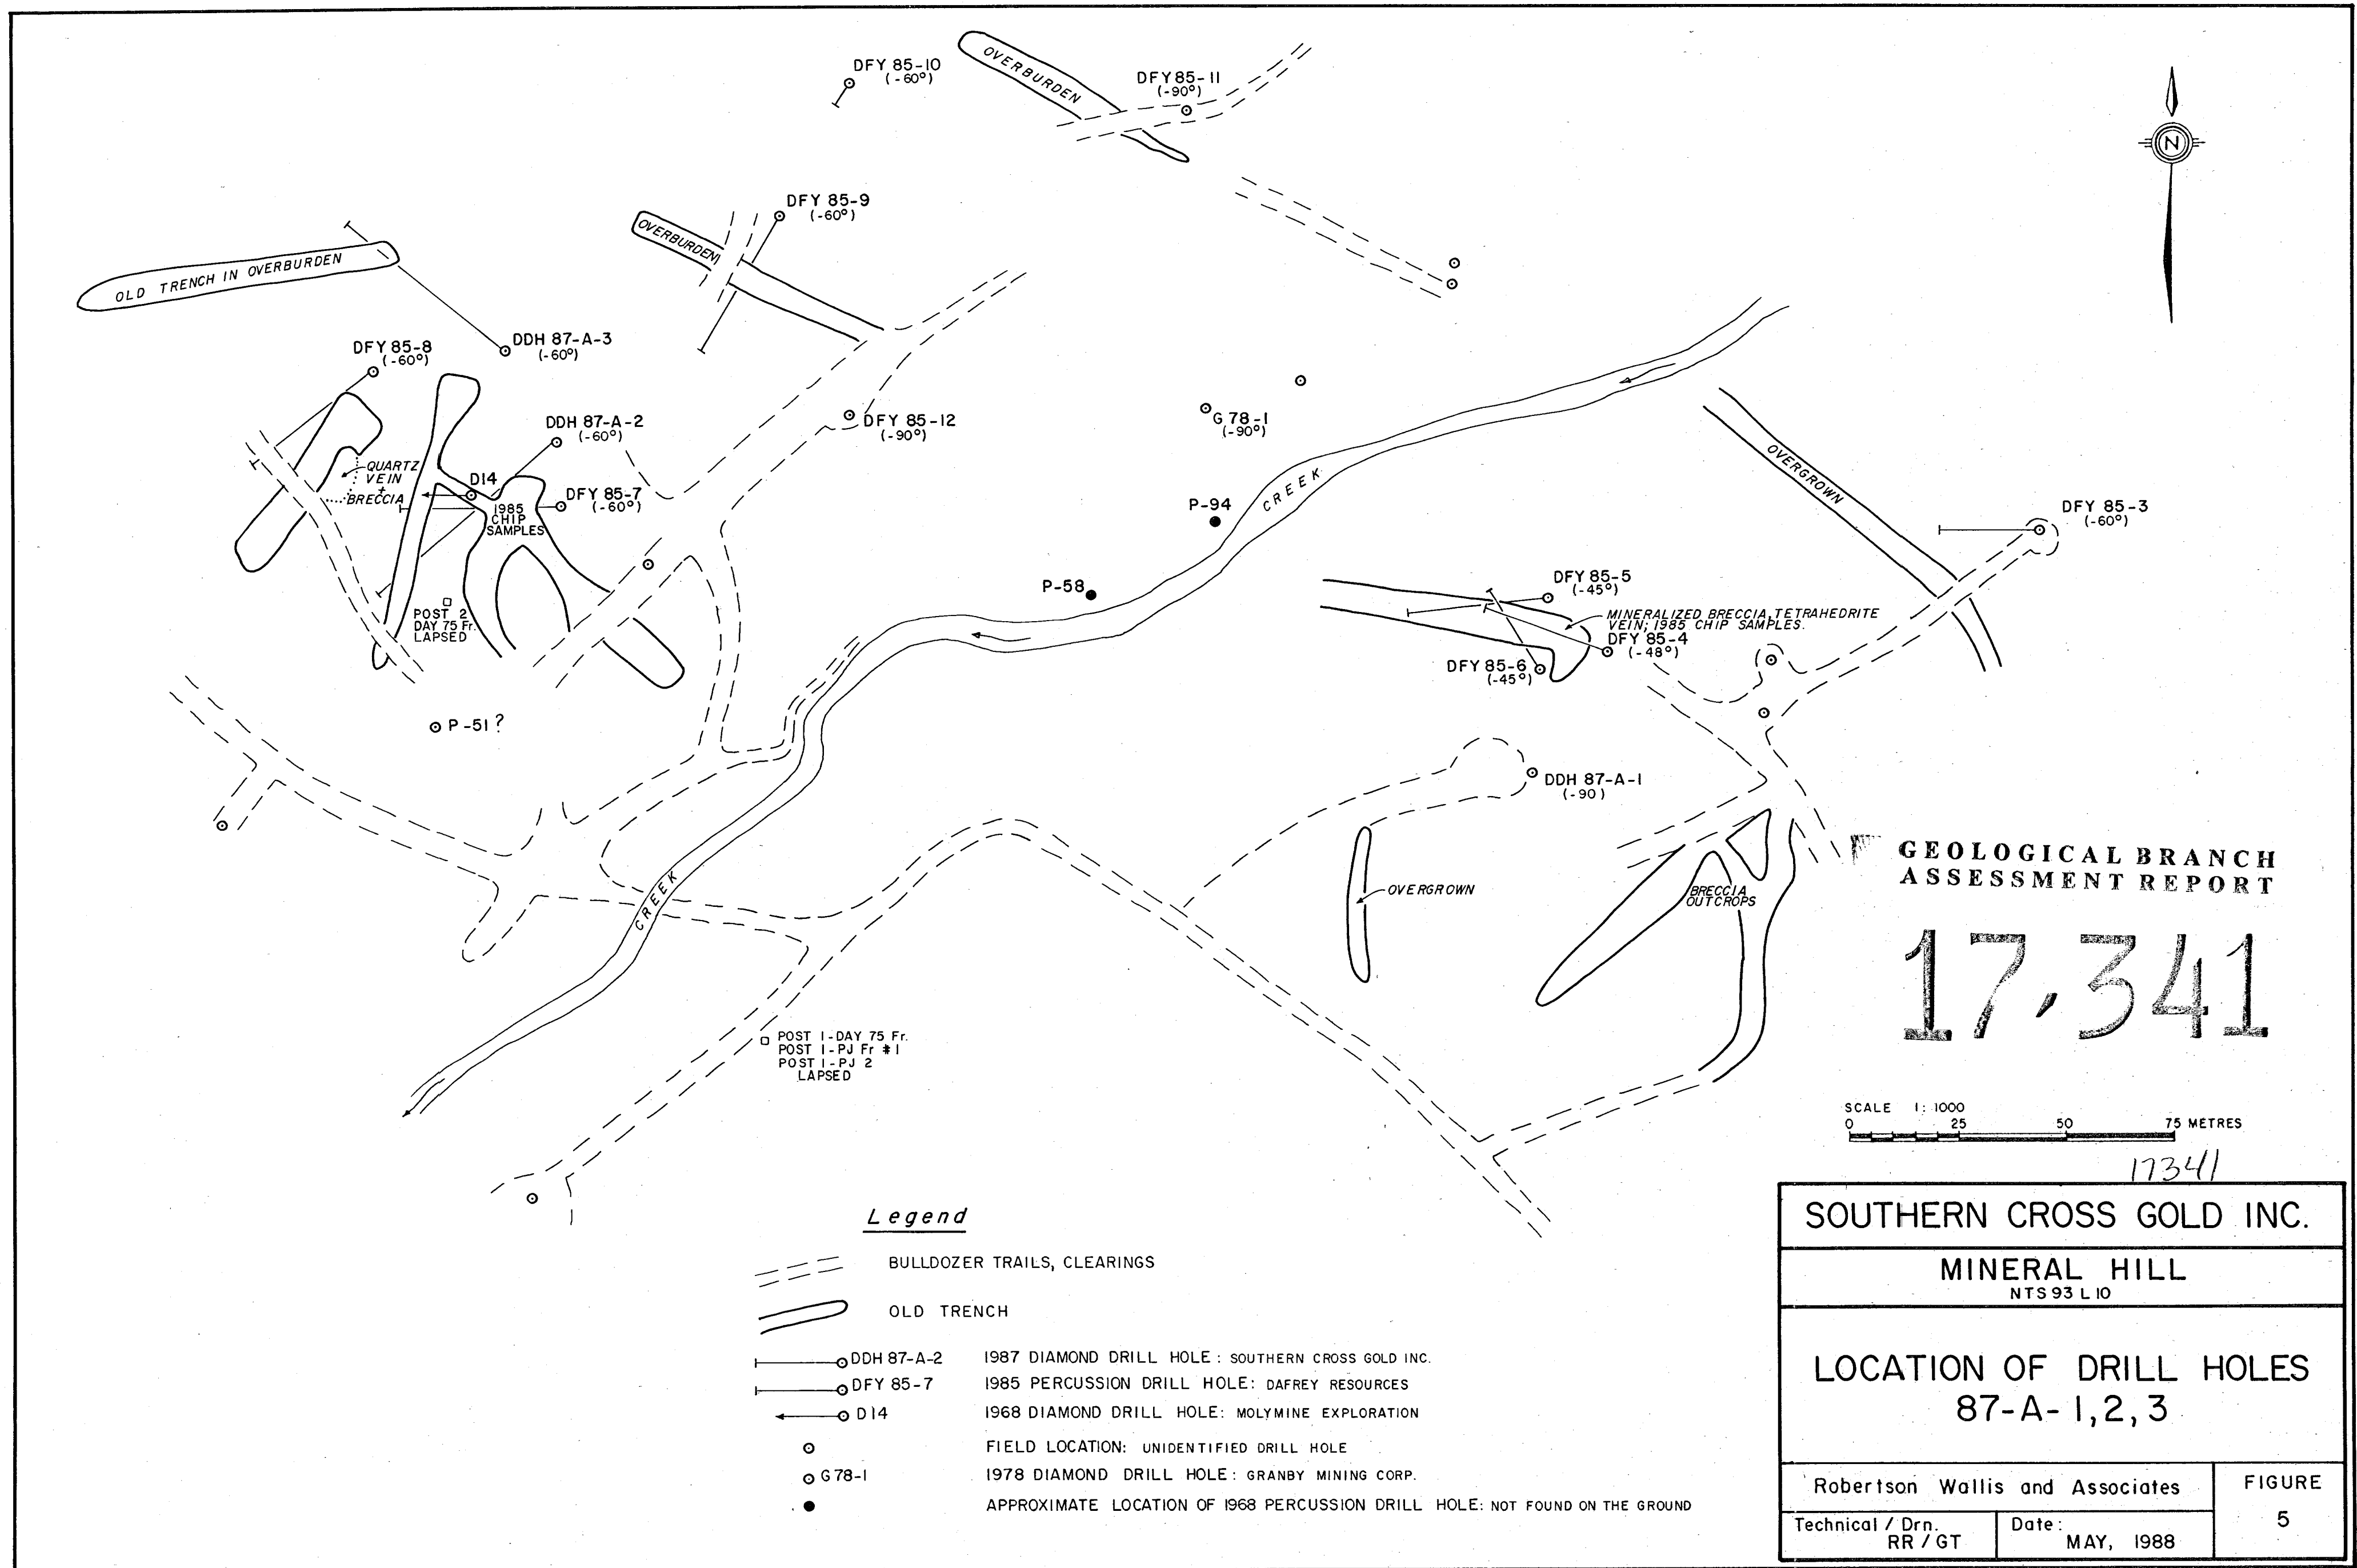 DFY 85-10
(-60°)
OVERBURDEN
DFY 85-11
(-90°)
N
DFY 85-9
(-60°)
OVERBURDEN
OLD TRENCH IN OVERBURDEN
DDH 87-A-3
(-60°)
DFY 85-8
(-60°)
DDH 87-A-2
(-60°)
DFY 85-12
(-90°)
G 78-1
(-90°)
QUARTZ
VEIN
+
BRECCIA
D14
DFY 85-7
(-60°)
1985
CHIP
SAMPLES
CREEK
P-94
OVERGROWN
DFY 85-3
(-60°)
P-58
DFY 85-5
(-45°)
MINERALIZED BRECCIA, TETRAHEDRITE
VEIN; 1985 CHIP SAMPLES.
DFY 85-4
(-48°)
DFY 85-6
(-45°)
POST 2
DAY 75 Fr.
LAPSED
P-51?
DDH 87-A-1
(-90)
CREEK
OVERGROWN
BRECCIA
OUTCROPS
GEOLOGICAL BRANCH
ASSESSMENT REPORT
17,341
POST 1-DAY 75 Fr.
POST 1-PJ Fr #1
POST 1-PJ 2
LAPSED
SCALE 1:1000
0 25 50 75 METRES
17341
Legend
BULLDOZER TRAILS, CLEARINGS
OLD TRENCH
DDH 87-A-2 1987 DIAMOND DRILL HOLE: SOUTHERN CROSS GOLD INC.
DFY 85-7 1985 PERCUSSION DRILL HOLE: DAFREY RESOURCES
D14 1968 DIAMOND DRILL HOLE: MOLYMINE EXPLORATION
FIELD LOCATION: UNIDENTIFIED DRILL HOLE
G 78-1 1978 DIAMOND DRILL HOLE: GRANBY MINING CORP.
APPROXIMATE LOCATION OF 1968 PERCUSSION DRILL HOLE: NOT FOUND ON THE GROUND
SOUTHERN CROSS GOLD INC.
MINERAL HILL
NTS 93 L 10
LOCATION OF DRILL HOLES
87-A-1,2,3
Robertson Wallis and Associates
FIGURE
5
Technical / Drn.
RR / GT
Date:
MAY, 1988